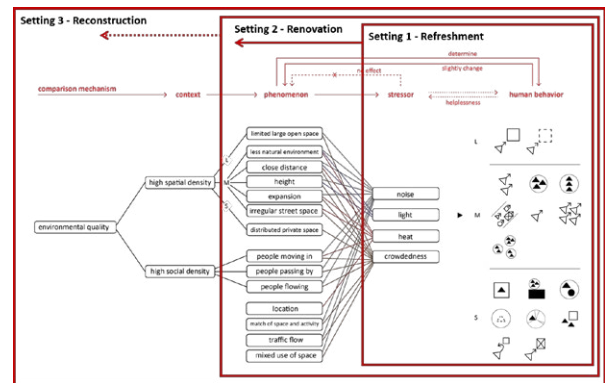 Setting 3 - Reconstruction
Setting 2 - Renovation
Setting 1 - Refreshment
determine
slightly change
no effect
comparison mechanism
context
phenomenon
stressor
helplessness
human behavior
limited large open space
less natural environment
close distance
height
expansion
irregular street space
distributed private space
L
M
S
high spatial density
environmental quality
high social density
people moving in
people passing by
people flowing
location
match of space and activity
traffic flow
mixed use of space
noise
light
heat
crowdedness
L
M
S